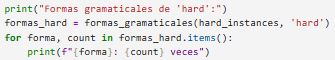 print("Formas gramaticales de 'hard':")
formas_hard = formas_gramaticales(hard_instances, 'hard')
for forma, count in formas_hard.items():
    print(f"{forma}: {count} veces")